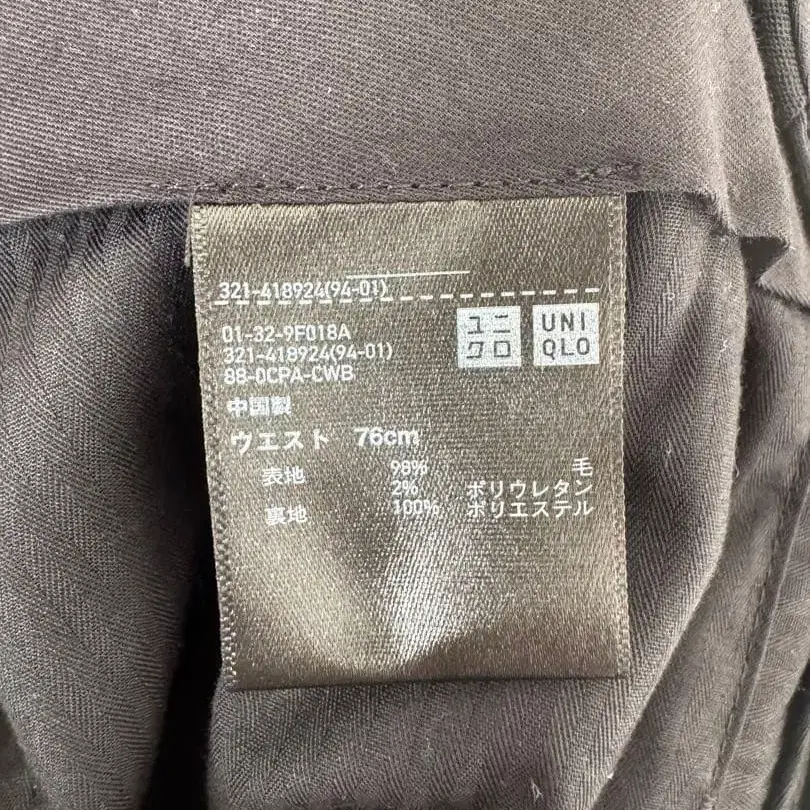 321-418924(94-01)
01-32-9F018A
321-418924(94-01)
88-0CPA-CWB
ユニ
クロ
UNI
QLO
中国製
ウエスト 76cm
表地 98% 毛
2% ポリウレタン
裏地 100% ポリエステル